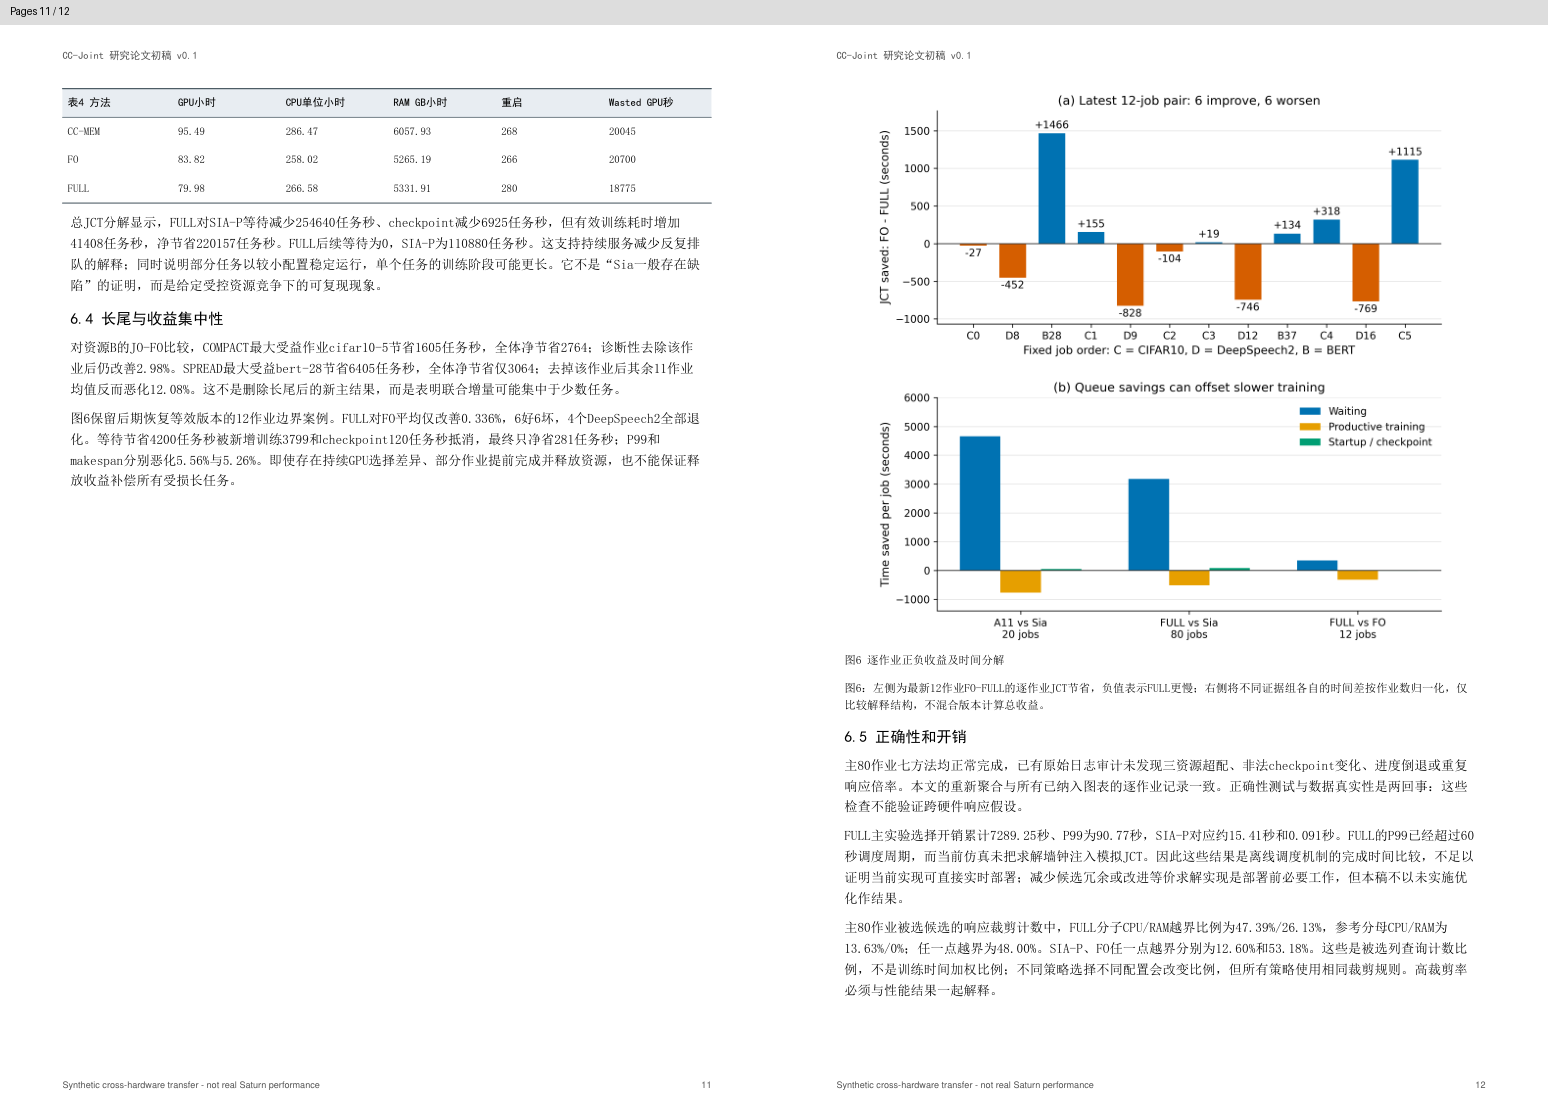 Pages 11 / 12
CC-Joint 研究论文初稿 v0.1
表4 方法 GPU小时 CPU单位小时 RAM GB小时 重启 Wasted GPU秒
CC-MEM 95.49 286.47 6057.93 268 20045
FO 83.82 258.02 5265.19 266 20700
FULL 79.98 266.58 5331.91 280 18775
总JCT分解显示，FULL对SIA-P等待减少254640任务秒、checkpoint减少6925任务秒，但有效训练耗时增加
41408任务秒，净节省220157任务秒。FULL后续等待为0，SIA-P为110880任务秒。这支持持续服务减少反复排
队的解释；同时说明部分任务以较小配置稳定运行，单个任务的训练阶段可能更长。它不是“Sia一般存在缺
陷”的证明，而是给定受控资源竞争下的可复现现象。
6.4 长尾与收益集中性
对资源B的JO-FO比较，COMPACT最大受益作业cifar10-5节省1605任务秒，全体净节省2764；诊断性去除该作
业后仍改善2.98%。SPREAD最大受益bert-28节省6405任务秒，全体净节省仅3064；去掉该作业后其余11作业
均值反而恶化12.08%。这不是删除长尾后的新主结果，而是表明联合增量可能集中于少数任务。
图6保留后期恢复等效版本的12作业边界案例。FULL对FO平均仅改善0.336%，6好6坏，4个DeepSpeech2全部退
化。等待节省4200任务秒被新增训练3799和checkpoint120任务秒抵消，最终只净省281任务秒；P99和
makespan分别恶化5.56%与5.26%。即使存在持续GPU选择差异、部分作业提前完成并释放资源，也不能保证释
放收益补偿所有受损长任务。
Synthetic cross-hardware transfer - not real Saturn performance 11
CC-Joint 研究论文初稿 v0.1
(a) Latest 12-job pair: 6 improve, 6 worsen
JCT saved: FO - FULL (seconds)
1500
1000
500
0
−500
−1000
-27 -452 +1466 +155 -828 -104 +19 -746 +134 +318 -769 +1115
C0 D8 B28 C1 D9 C2 C3 D12 B37 C4 D16 C5
Fixed job order: C = CIFAR10, D = DeepSpeech2, B = BERT
(b) Queue savings can offset slower training
Time saved per job (seconds)
6000
5000
4000
3000
2000
1000
0
−1000
Waiting
Productive training
Startup / checkpoint
A11 vs Sia FULL vs Sia FULL vs FO
20 jobs 80 jobs 12 jobs
图6 逐作业正负收益及时间分解
图6：左侧为最新12作业FO-FULL的逐作业JCT节省，负值表示FULL更慢；右侧将不同证据组各自的时间差按作业数归一化，仅
比较解释结构，不混合版本计算总收益。
6.5 正确性和开销
主80作业七方法均正常完成，已有原始日志审计未发现三资源超配、非法checkpoint变化、进度倒退或重复
响应倍率。本文的重新聚合与所有已纳入图表的逐作业记录一致。正确性测试与数据真实性是两回事：这些
检查不能验证跨硬件响应假设。
FULL主实验选择开销累计7289.25秒、P99为90.77秒，SIA-P对应约15.41秒和0.091秒。FULL的P99已经超过60
秒调度周期，而当前仿真未把求解墙钟注入模拟JCT。因此这些结果是离线调度机制的完成时间比较，不足以
证明当前实现可直接实时部署；减少候选冗余或改进等价求解实现是部署前必要工作，但本稿不以未实施优
化作结果。
主80作业被选候选的响应裁剪计数中，FULL分子CPU/RAM越界比例为47.39%/26.13%，参考分母CPU/RAM为
13.63%/0%；任一点越界为48.00%。SIA-P、FO任一点越界分别为12.60%和53.18%。这些是被选列查询计数比
例，不是训练时间加权比例；不同策略选择不同配置会改变比例，但所有策略使用相同裁剪规则。高裁剪率
必须与性能结果一起解释。
Synthetic cross-hardware transfer - not real Saturn performance 12